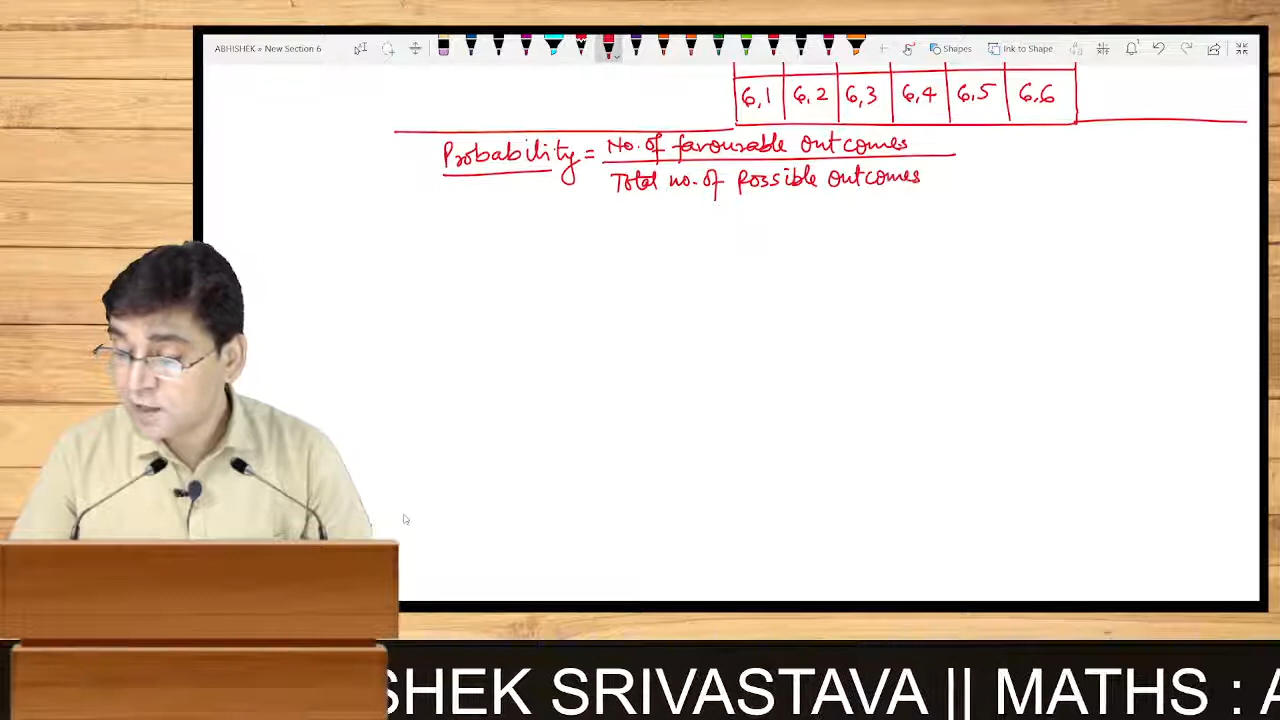 ABHISHEK » New Section 6
Shapes
Ink to Shape
6,1 6,2 6,3 6,4 6,5 6.6
Probability = No. of favourable outcomes
Total no. of possible outcomes
SHEK SRIVASTAVA || MATHS : A